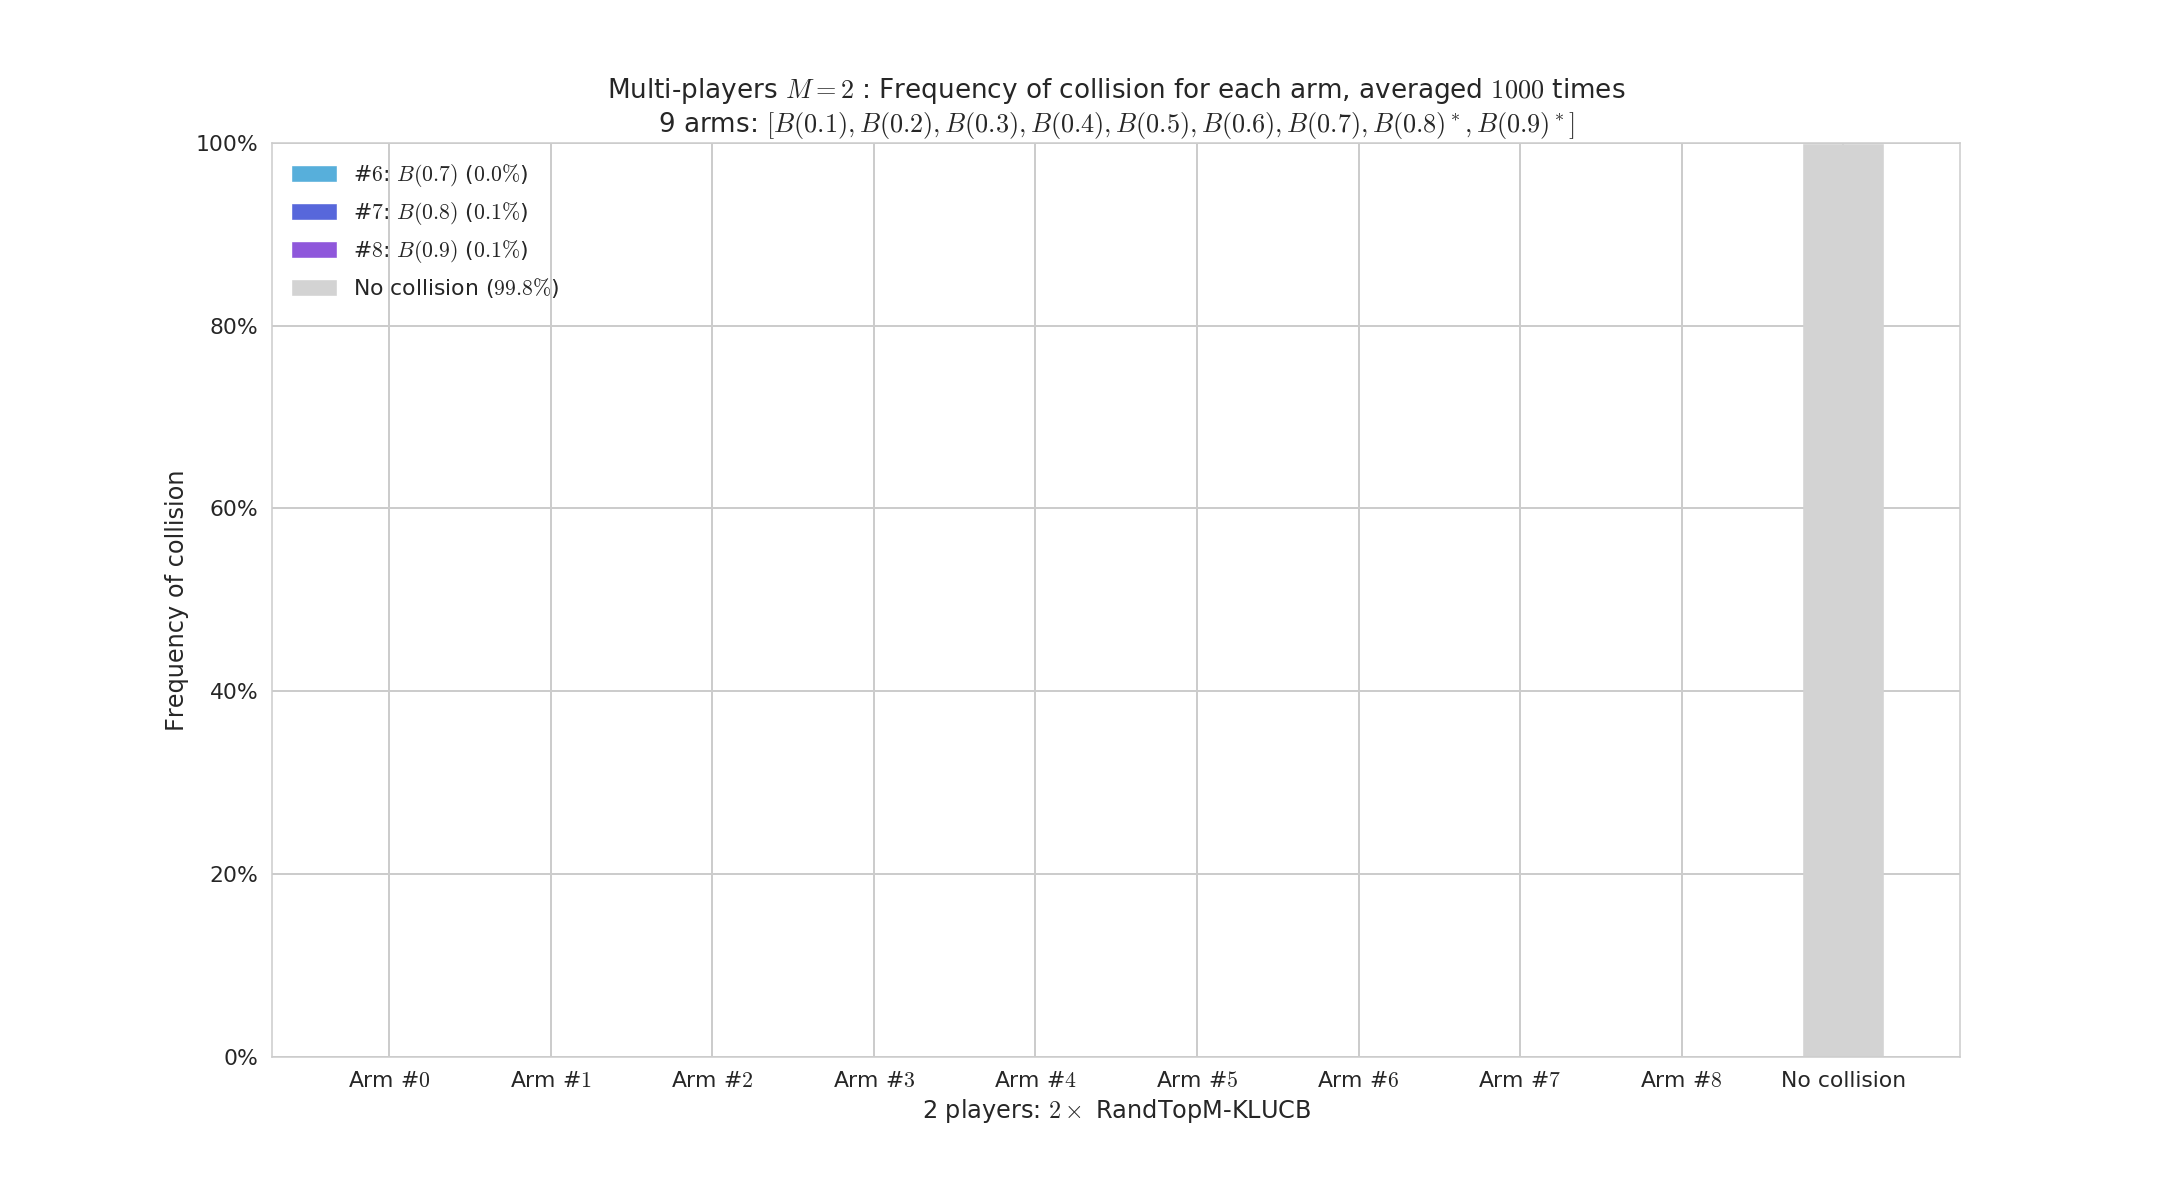 Multi-players M = 2 : Frequency of collision for each arm, averaged 1000 times
9 arms: [B(0.1), B(0.2), B(0.3), B(0.4), B(0.5), B(0.6), B(0.7), B(0.8)*, B(0.9)*]
100%
80%
60%
40%
20%
0%
Frequency of collision
#6: B(0.7) (0.0%)
#7: B(0.8) (0.1%)
#8: B(0.9) (0.1%)
No collision (99.8%)
Arm #0 Arm #1 Arm #2 Arm #3 Arm #4 Arm #5 Arm #6 Arm #7 Arm #8 No collision
2 players: 2× RandTopM-KLUCB